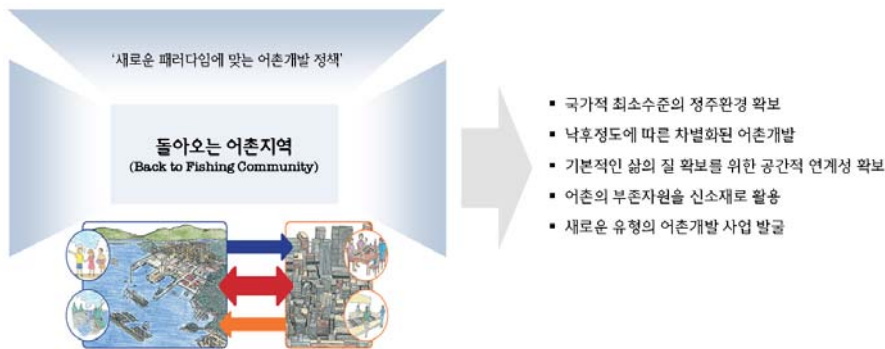 ‘새로운 패러다임에 맞는 어촌개발 정책’
돌아오는 어촌지역
(Back to Fishing Community)
▪ 국가적 최소수준의 정주환경 확보
▪ 낙후정도에 따른 차별화된 어촌개발
▪ 기본적인 삶의 질 확보를 위한 공간적 연계성 확보
▪ 어촌의 부존자원을 신소재로 활용
▪ 새로운 유형의 어촌개발 사업 발굴